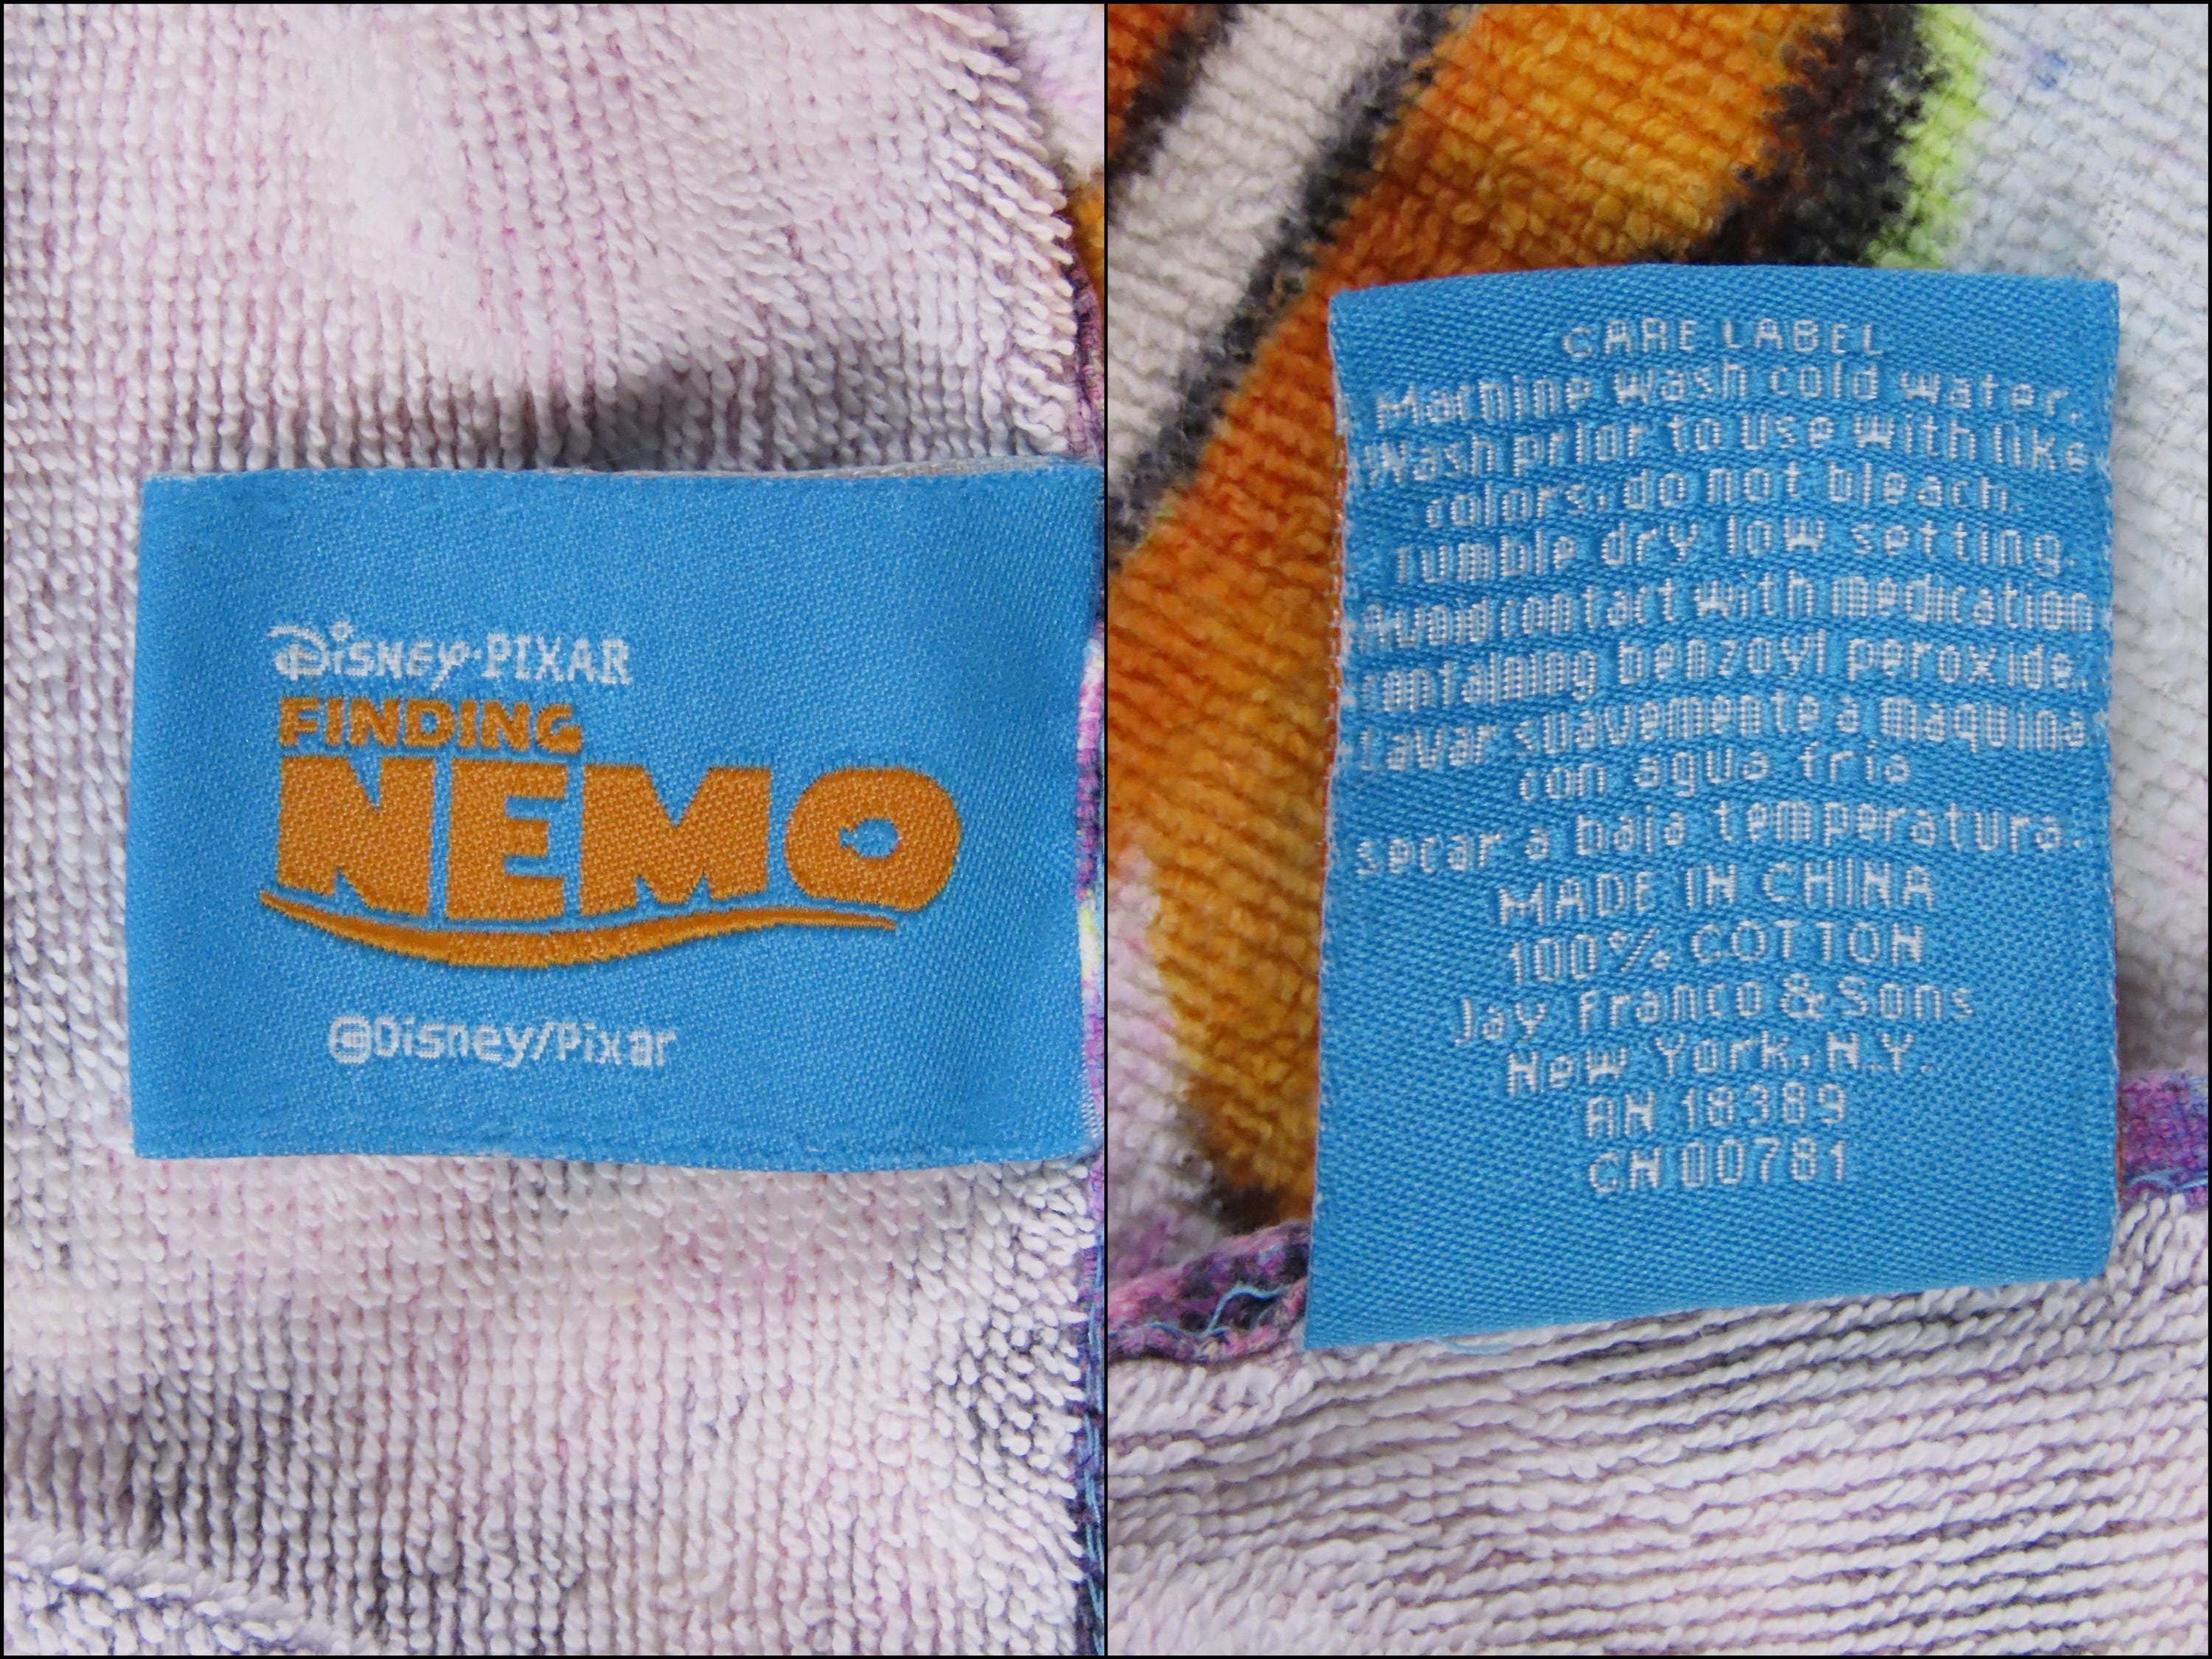 Disney·PIXAR
FINDING
NEMO
©Disney/Pixar
CARE LABEL
Machine wash cold water.
Wash prior to use with like
colors, do not bleach.
Tumble dry low setting.
Avoid contact with medication
containing benzoyl peroxide.
Lavar suavemente a maquina
con agua fria
secar a baja temperatura.
MADE IN CHINA
100% COTTON
Jay Franco & Sons
New York, N.Y.
RN 18389
CN 00781